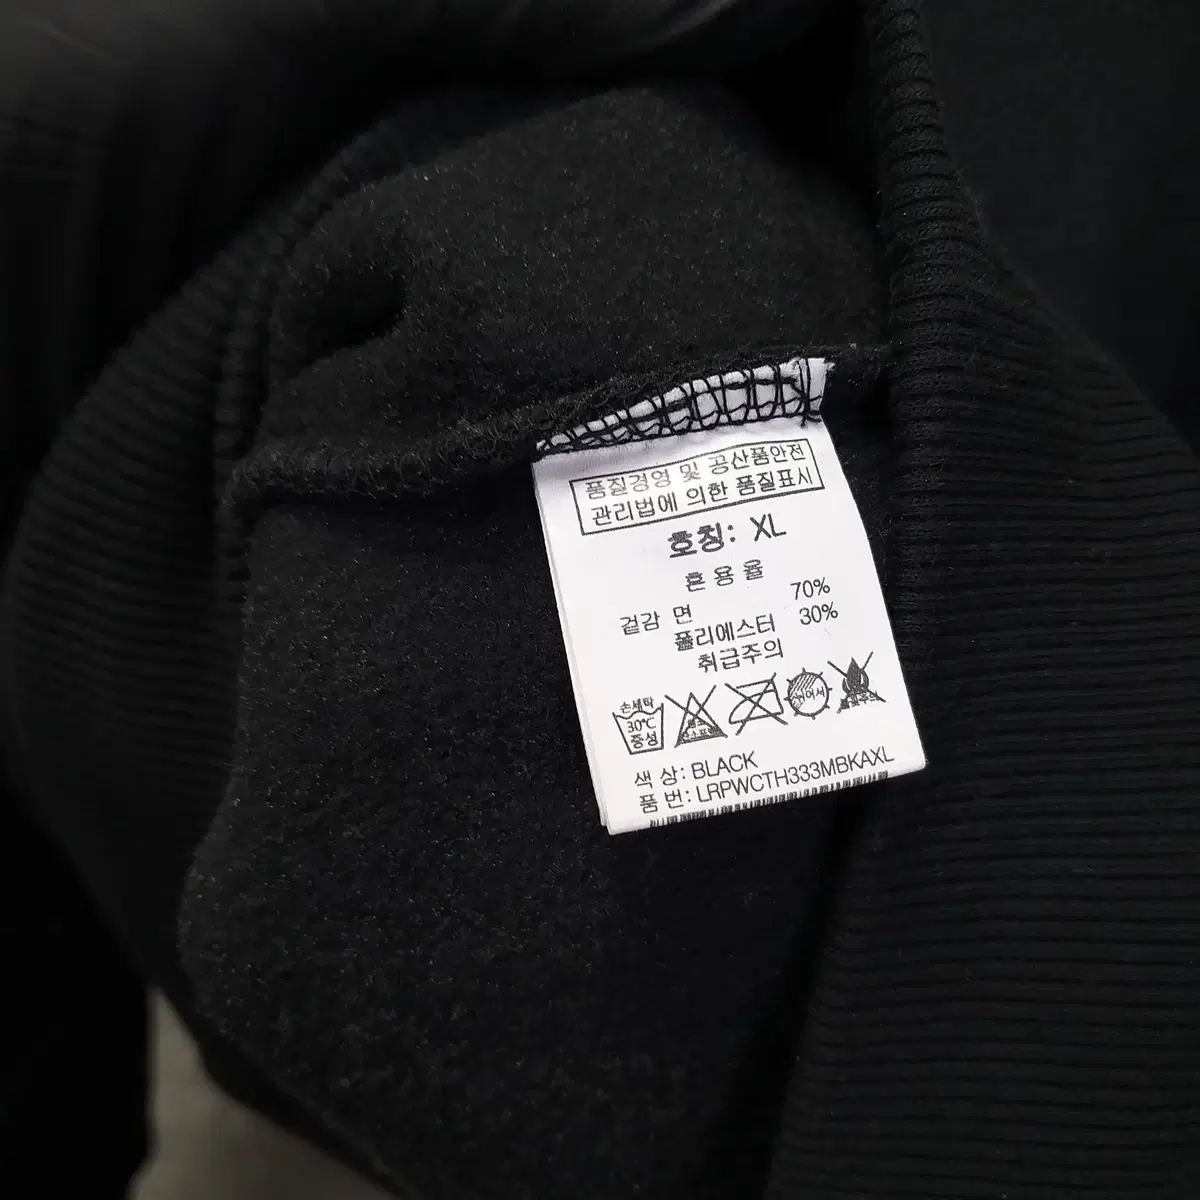 품질경영 및 공산품안전
관리법에 의한 품질표시
호칭: XL
혼용율
겉감 면 70%
폴리에스터 30%
취급주의
손세탁
30℃
중성
색상: BLACK
품번: LRPWCTH333MBKAXL